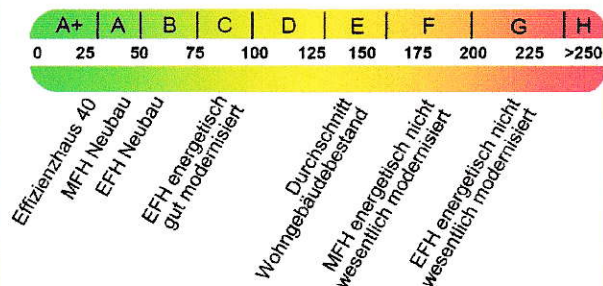 A+ A B C D E F G H
0 25 50 75 100 125 150 175 200 225 >250
Effizienzhaus 40
MFH Neubau
EFH Neubau
EFH energetisch
gut modernisiert
Durchschnitt
Wohngebäudebestand
MFH energetisch nicht
wesentlich modernisiert
EFH energetisch nicht
wesentlich modernisiert